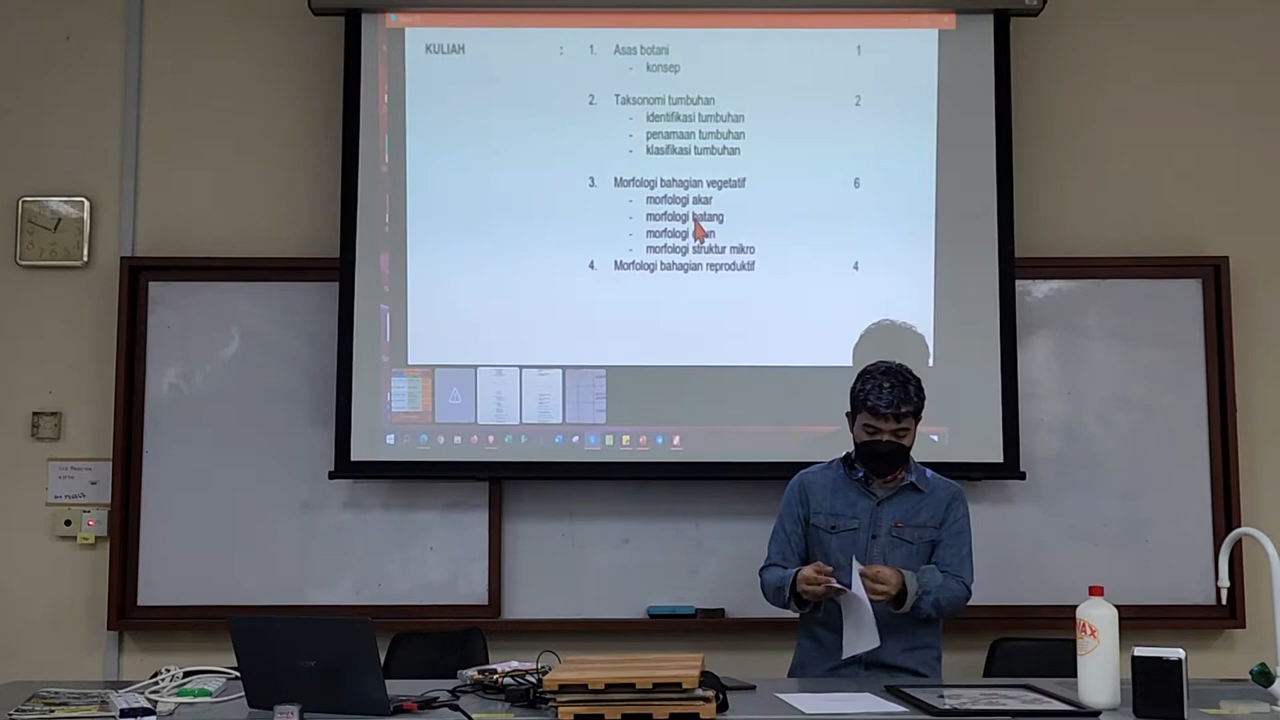 KULIAH : 1. Asas botani 1
- konsep
2. Taksonomi tumbuhan 2
- identifikasi tumbuhan
- penamaan tumbuhan
- klasifikasi tumbuhan
3. Morfologi bahagian vegetatif 6
- morfologi akar
- morfologi batang
- morfologi
- morfologi struktur mikro
4. Morfologi bahagian reproduktif 4